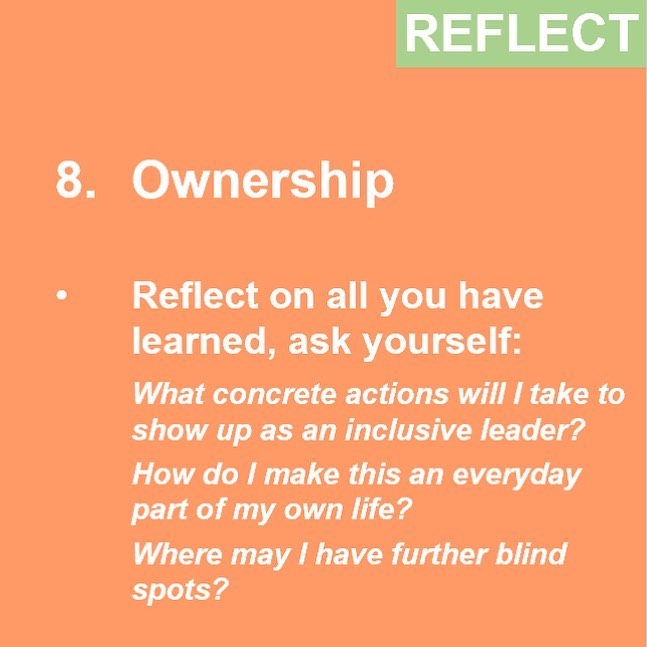 REFLECT
8. Ownership
• Reflect on all you have
learned, ask yourself:
What concrete actions will I take to
show up as an inclusive leader?
How do I make this an everyday
part of my own life?
Where may I have further blind
spots?